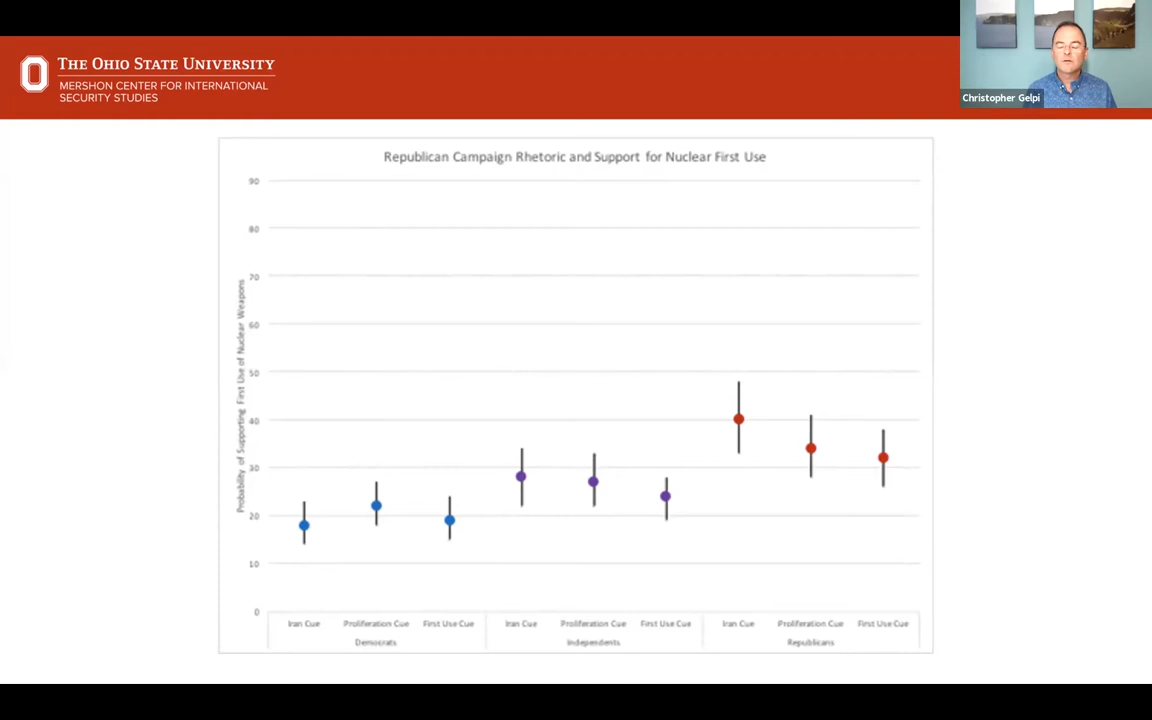 THE OHIO STATE UNIVERSITY
MERSHON CENTER FOR INTERNATIONAL
SECURITY STUDIES
Christopher Gelpi
Republican Campaign Rhetoric and Support for Nuclear First Use
Probability of Supporting First Use of Nuclear Weapons
90
80
70
60
50
40
30
20
10
0
Iran Cue Proliferation Cue First Use Cue Iran Cue Proliferation Cue First Use Cue Iran Cue Proliferation Cue First Use Cue
Democrats Independents Republicans